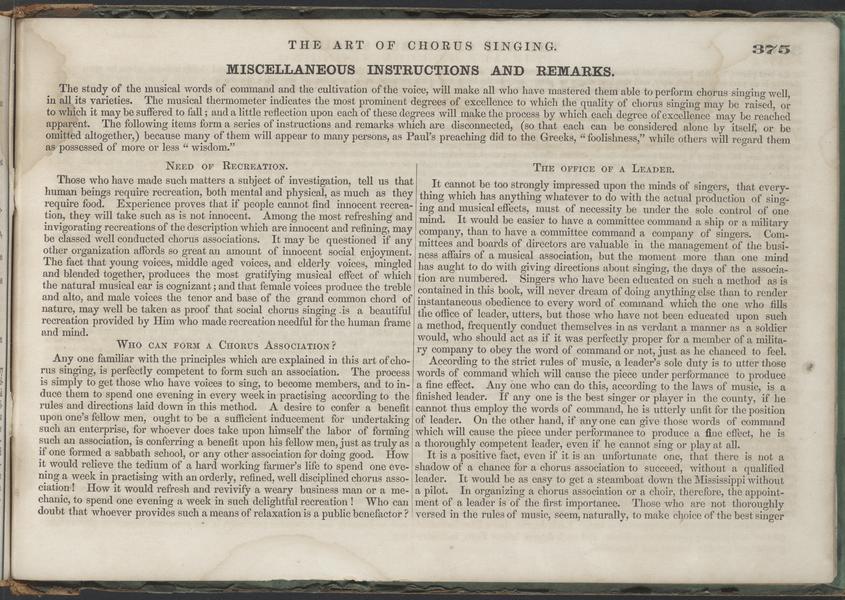 THE ART OF CHORUS SINGING.
375
MISCELLANEOUS INSTRUCTIONS AND REMARKS.
The study of the musical words of command and the cultivation of the voice, will make all who have mastered them able to perform chorus singing well,
in all its varieties. The musical thermometer indicates the most prominent degrees of excellence to which the quality of chorus singing may be raised, or
to which it may be suffered to fall; and a little reflection upon each of these degrees will make the process by which each degree of excellence may be reached
apparent. The following items form a series of instructions and remarks which are disconnected, (so that each can be considered alone by itself, or be
omitted altogether,) because many of them will appear to many persons, as Paul's preaching did to the Greeks, "foolishness," while others will regard them
as possessed of more or less "wisdom."
NEED OF RECREATION.
Those who have made such matters a subject of investigation, tell us that
human beings require recreation, both mental and physical, as much as they
require food. Experience proves that if people cannot find innocent recrea-
tion, they will take such as is not innocent. Among the most refreshing and
invigorating recreations of the description which are innocent and refining, may
be classed well conducted chorus associations. It may be questioned if any
other organization affords so great an amount of innocent social enjoyment.
The fact that young voices, middle aged voices, and elderly voices, mingled
and blended together, produces the most gratifying musical effect of which
the natural musical ear is cognizant; and that female voices produce the treble
and alto, and male voices the tenor and base of the grand common chord of
nature, may well be taken as proof that social chorus singing is a beautiful
recreation provided by Him who made recreation needful for the human frame
and mind.
WHO CAN FORM A CHORUS ASSOCIATION?
Any one familiar with the principles which are explained in this art of cho-
rus singing, is perfectly competent to form such an association. The process
is simply to get those who have voices to sing, to become members, and to in-
duce them to spend one evening in every week in practising according to the
rules and directions laid down in this method. A desire to confer a benefit
upon one's fellow men, ought to be a sufficient inducement for undertaking
such an enterprise, for whoever does take upon himself the labor of forming
such an association, is conferring a benefit upon his fellow men, just as truly as
if one formed a sabbath school, or any other association for doing good. How
it would relieve the tedium of a hard working farmer's life to spend one eve-
ning a week in practising with an orderly, refined, well disciplined chorus asso-
ciation! How it would refresh and revivify a weary business man or a me-
chanic, to spend one evening a week in such delightful recreation! Who can
doubt that whoever provides such a means of relaxation is a public benefactor?
THE OFFICE OF A LEADER.
It cannot be too strongly impressed upon the minds of singers, that every-
thing which has anything whatever to do with the actual production of sing-
ing and musical effects, must of necessity be under the sole control of one
mind. It would be easier to have a committee command a ship or a military
company, than to have a committee command a company of singers. Com-
mittees and boards of directors are valuable in the management of the busi-
ness affairs of a musical association, but the moment more than one mind
has aught to do with giving directions about singing, the days of the associa-
tion are numbered. Singers who have been educated on such a method as is
contained in this book, will never dream of doing anything else than to render
instantaneous obedience to every word of command which the one who fills
the office of leader, utters, but those who have not been educated upon such
a method, frequently conduct themselves in as verdant a manner as a soldier
would, who should act as if it was perfectly proper for a member of a milita-
ry company to obey the word of command or not, just as he chanced to feel.
According to the strict rules of music, a leader's sole duty is to utter those
words of command which will cause the piece under performance to produce
a fine effect. Any one who can do this, according to the laws of music, is a
finished leader. If any one is the best singer or player in the county, if he
cannot thus employ the words of command, he is utterly unfit for the position
of leader. On the other hand, if any one can give those words of command
which will cause the piece under performance to produce a fine effect, he is
a thoroughly competent leader, even if he cannot sing or play at all.
It is a positive fact, even if it is an unfortunate one, that there is not a
shadow of a chance for a chorus association to succeed, without a qualified
leader. It would be as easy to get a steamboat down the Mississippi without
a pilot. In organizing a chorus association or a choir, therefore, the appoint-
ment of a leader is of the first importance. Those who are not thoroughly
versed in the rules of music, seem, naturally, to make choice of the best singer